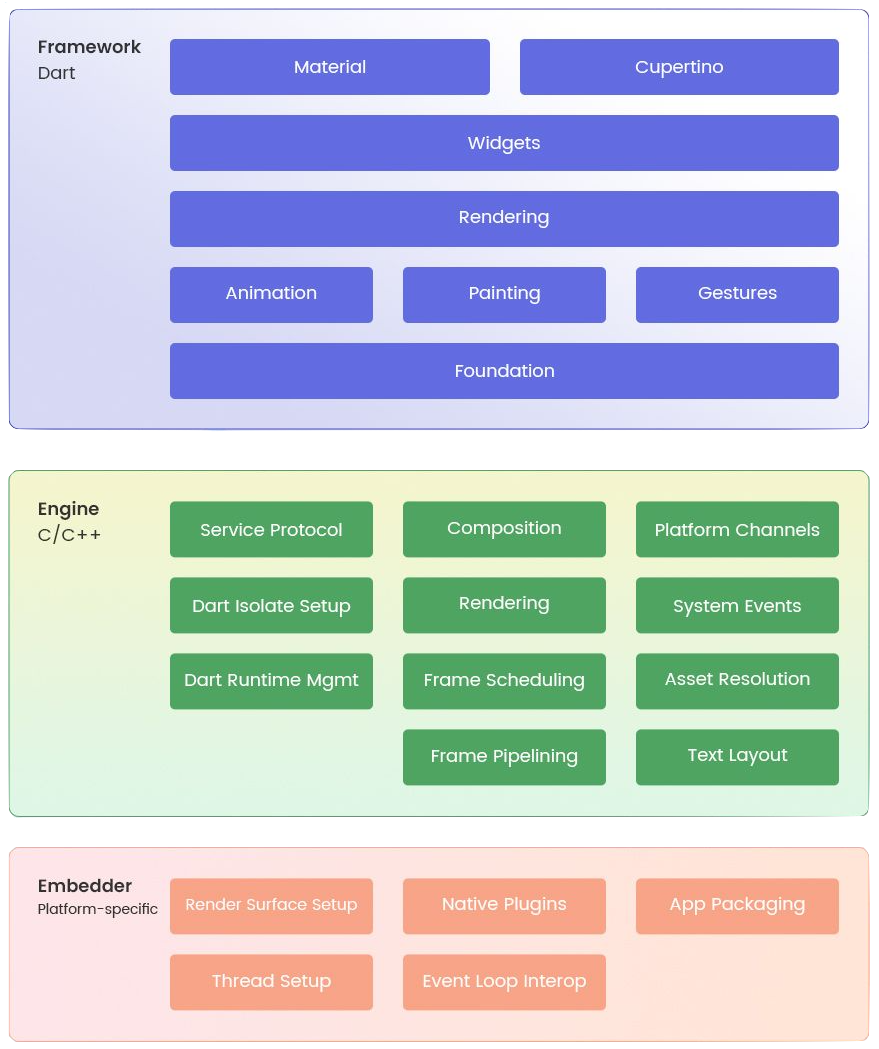 Framework
Dart
Material
Cupertino
Widgets
Rendering
Animation
Painting
Gestures
Foundation
Engine
C/C++
Service Protocol
Composition
Platform Channels
Dart Isolate Setup
Rendering
System Events
Dart Runtime Mgmt
Frame Scheduling
Asset Resolution
Frame Pipelining
Text Layout
Embedder
Platform-specific
Render Surface Setup
Native Plugins
App Packaging
Thread Setup
Event Loop Interop